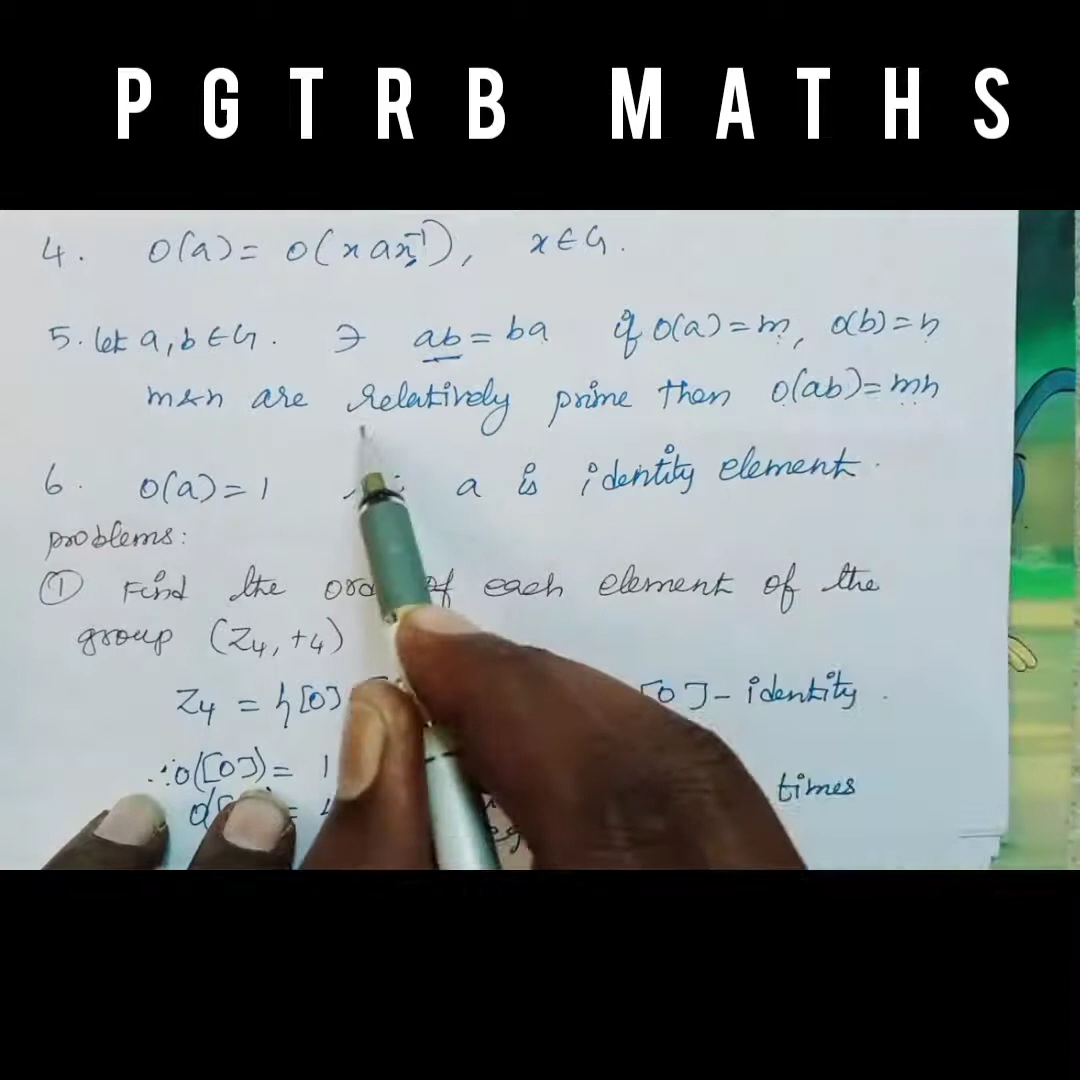 PGTRB MATHS
4. O(a) = O(xax⁻¹), x∈G.
5. let a, b ∈ G. ∋ ab = ba if O(a) = m, O(b) = n
m & n are relatively prime then O(ab) = mn
6. O(a) = 1 a is identity element.
problems:
① Find the of each element of the
group (Z4, +4)
Z4 = {[0] [0] - identity.
∴ O([0]) = 1
times